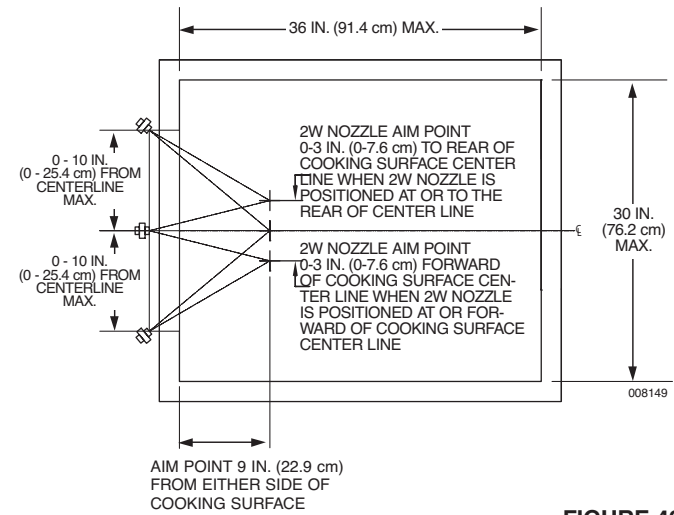 36 IN. (91.4 cm) MAX.
2W NOZZLE AIM POINT
0-3 IN. (0-7.6 cm) TO REAR OF
COOKING SURFACE CENTER
LINE WHEN 2W NOZZLE IS
POSITIONED AT OR TO THE
REAR OF CENTER LINE
0 - 10 IN.
(0 - 25.4 cm) FROM
CENTERLINE
MAX.
30 IN.
(76.2 cm)
MAX.
℄
2W NOZZLE AIM POINT
0-3 IN. (0-7.6 cm) FORWARD
OF COOKING SURFACE CEN-
TER LINE WHEN 2W NOZZLE
IS POSITIONED AT OR FOR-
WARD OF COOKING SURFACE
CENTER LINE
0 - 10 IN.
(0 - 25.4 cm) FROM
CENTERLINE
MAX.
008149
AIM POINT 9 IN. (22.9 cm)
FROM EITHER SIDE OF
COOKING SURFACE